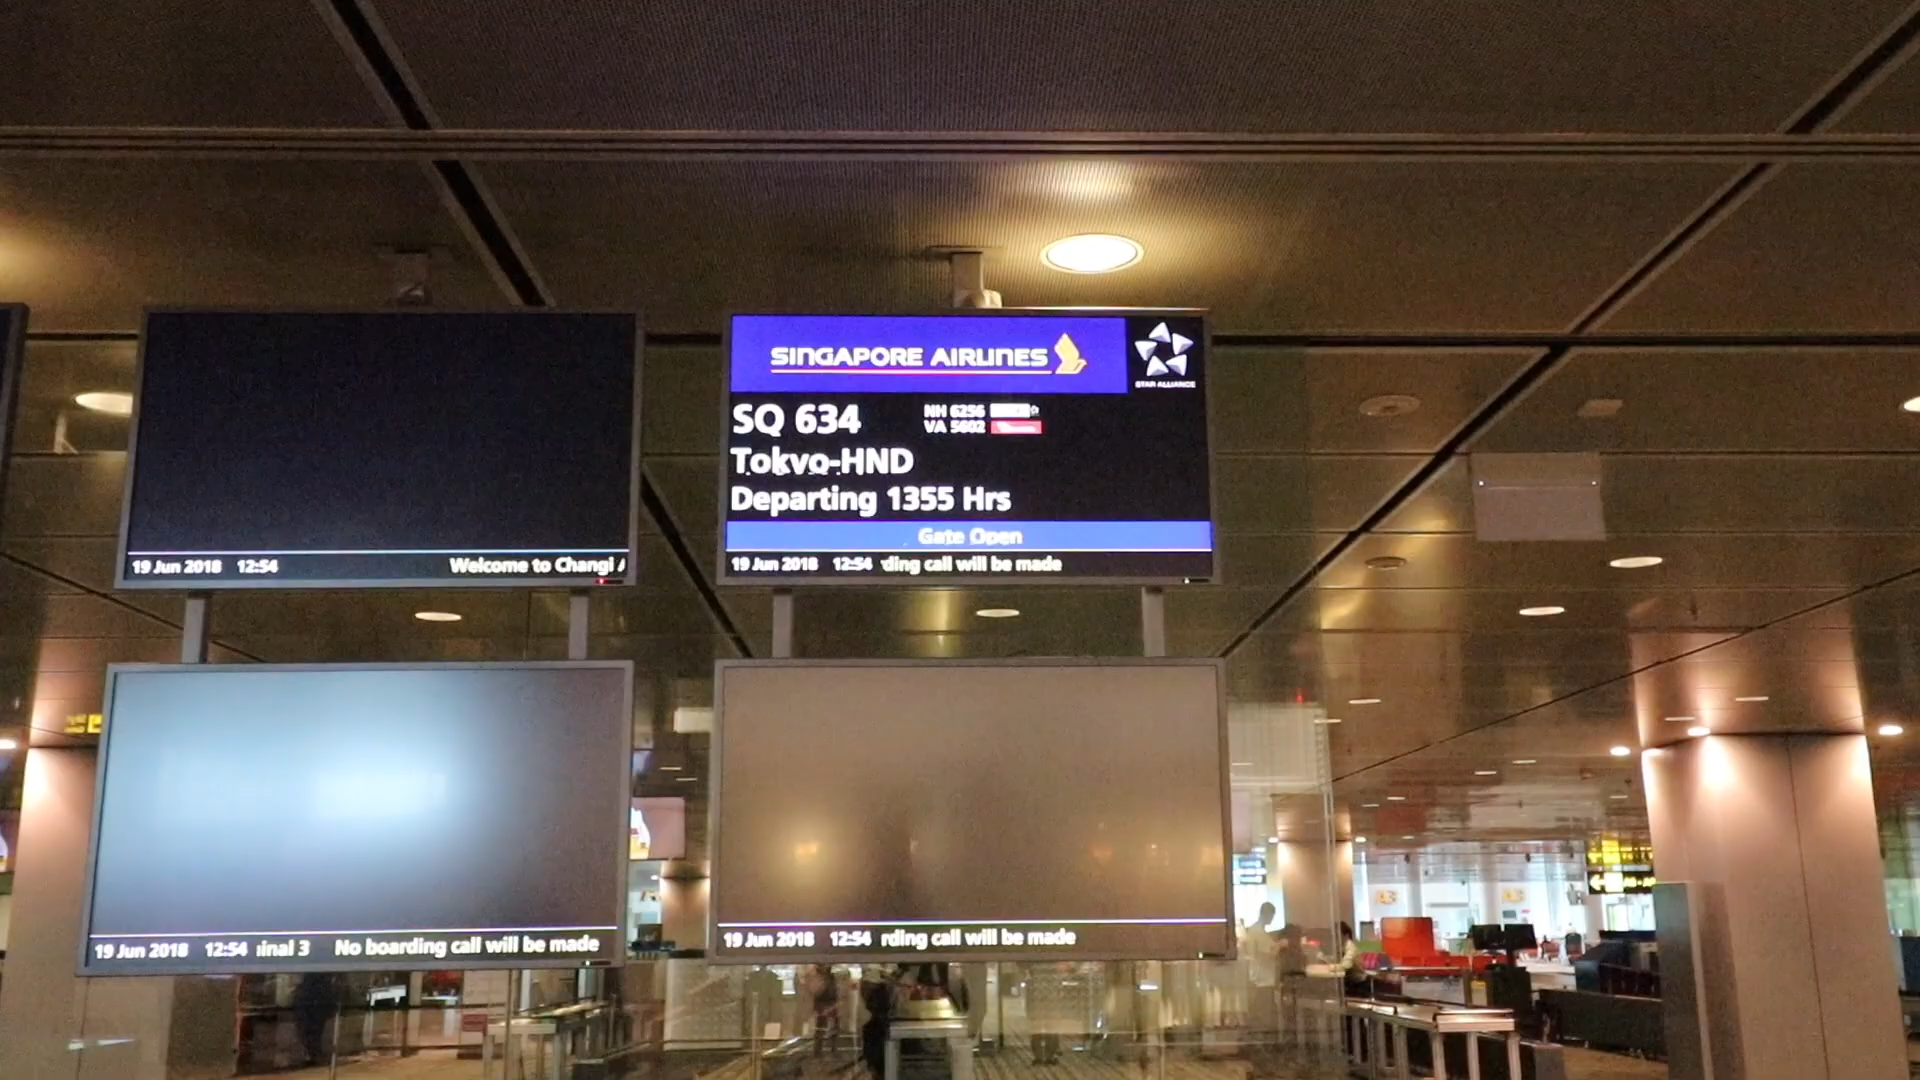 SINGAPORE AIRLINES
STAR ALLIANCE
SQ 634
NH 6256
VA 5602
Tokyo-HND
Departing 1355 Hrs
Gate Open
19 Jun 2018 12:54 ding call will be made
19 Jun 2018 12:54 Welcome to Changi A
19 Jun 2018 12:54 inal 3 No boarding call will be made
19 Jun 2018 12:54 rding call will be made